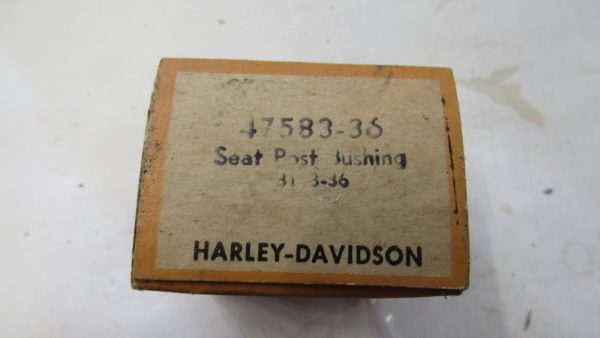 47583-36
Seat Post Bushing
HARLEY-DAVIDSON